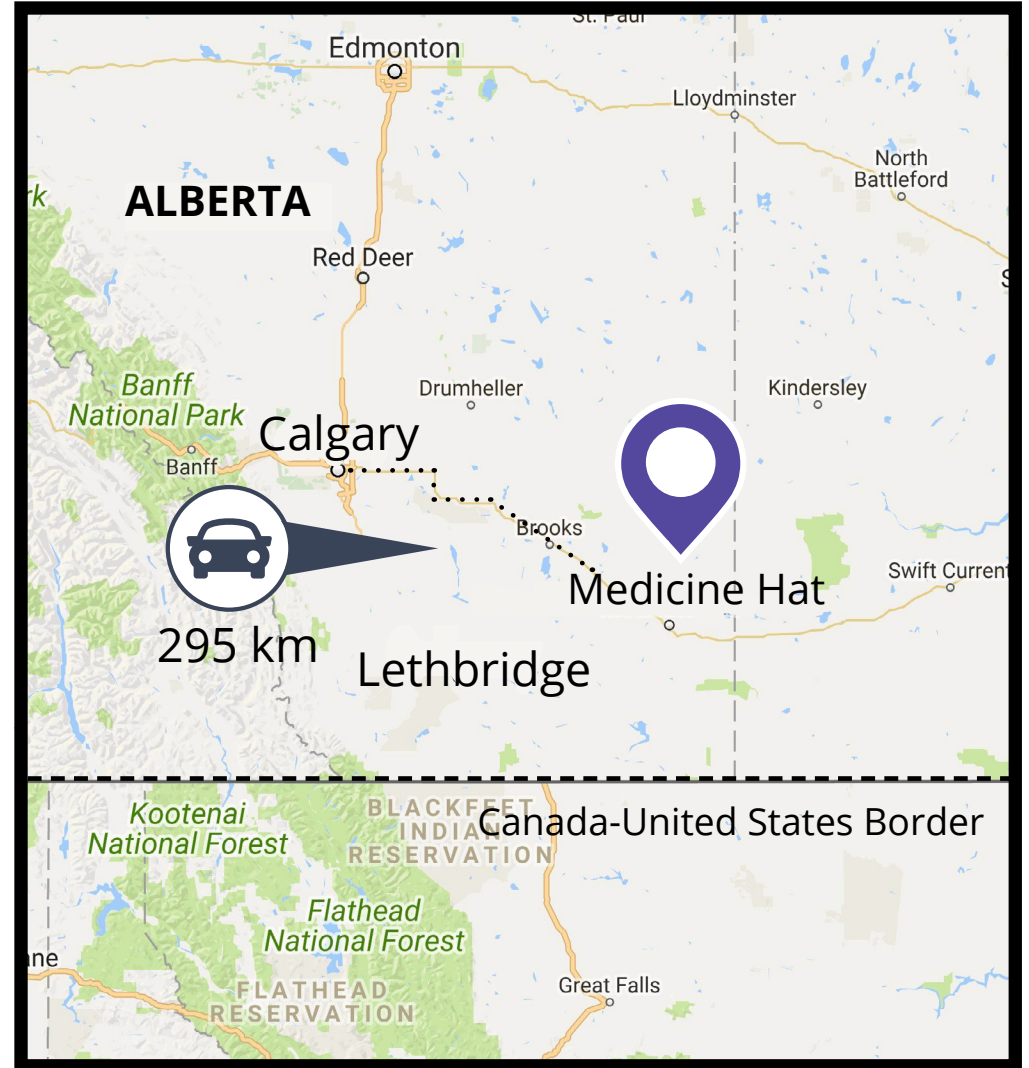 St. Paul
Edmonton
Lloydminster
North
Battleford
rk
ALBERTA
Red Deer
S
Banff
National Park
Drumheller
Kindersley
Calgary
Banff
Brooks
Swift Current
Medicine Hat
295 km
Lethbridge
Kootenai
National Forest
BLACKFEET
INDIAN
RESERVATION
Canada-United States Border
Flathead
National Forest
ne
Great Falls
FLATHEAD
RESERVATION